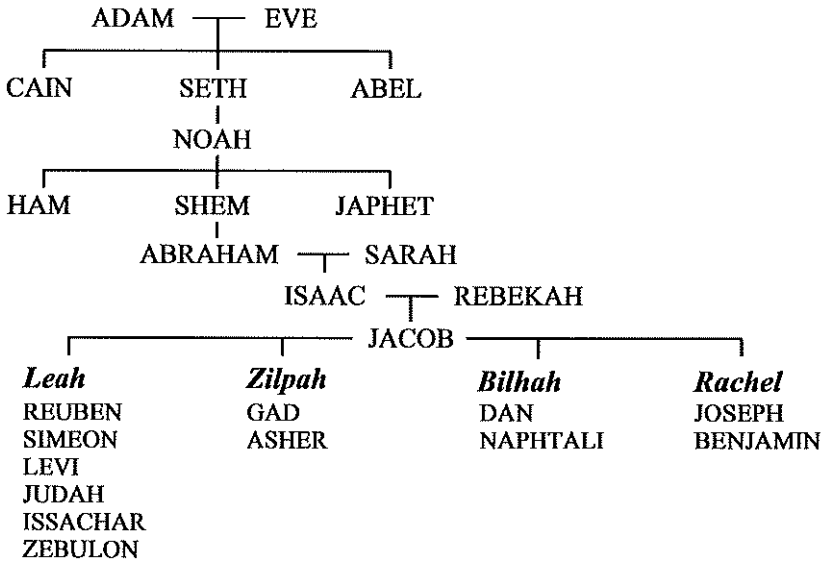 ADAM EVE
CAIN SETH ABEL
NOAH
HAM SHEM JAPHET
ABRAHAM SARAH
ISAAC REBEKAH
JACOB
Leah Zilpah Bilhah Rachel
REUBEN GAD DAN JOSEPH
SIMEON ASHER NAPHTALI BENJAMIN
LEVI
JUDAH
ISSACHAR
ZEBULON